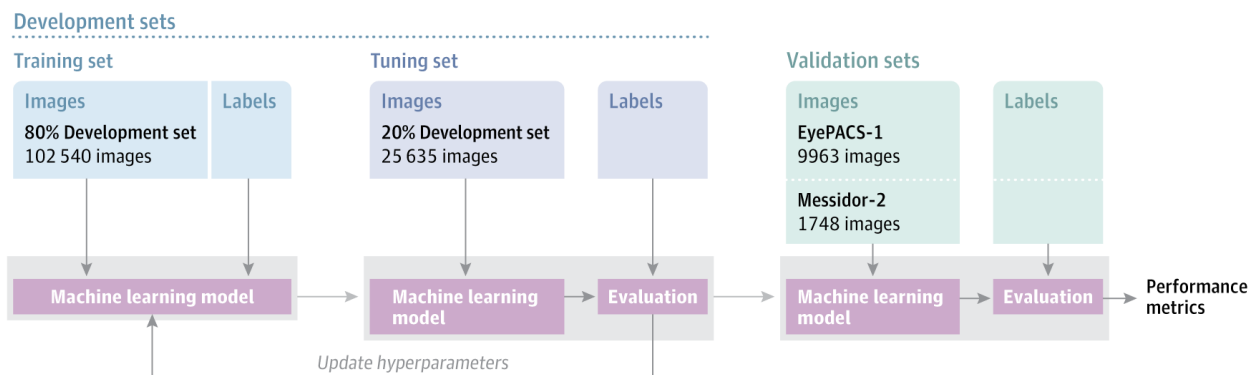 Development sets
Training set
Images
Labels
80% Development set
102 540 images
Machine learning model
Tuning set
Images
Labels
20% Development set
25 635 images
Machine learning
model
Evaluation
Update hyperparameters
Validation sets
Images
Labels
EyePACS-1
9963 images
Messidor-2
1748 images
Machine learning
model
Evaluation
Performance
metrics